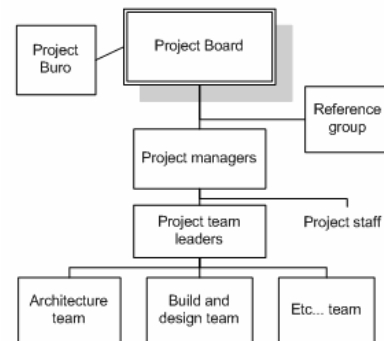 Project
Buro
Project Board
Reference
group
Project managers
Project team
leaders
Project staff
Architecture
team
Build and
design team
Etc... team